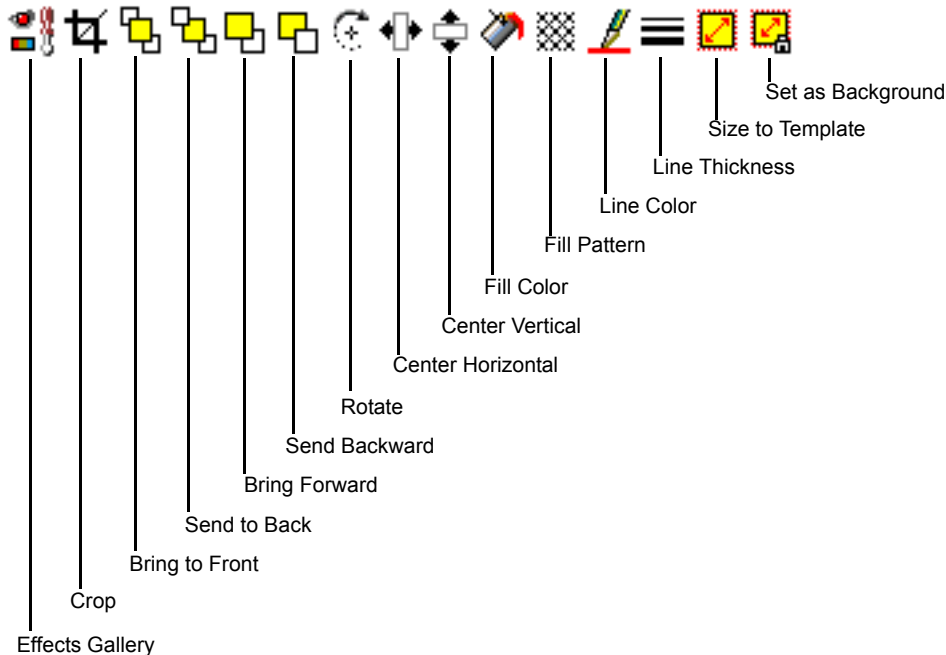 Set as Background
Size to Template
Line Thickness
Line Color
Fill Pattern
Fill Color
Center Vertical
Center Horizontal
Rotate
Send Backward
Bring Forward
Send to Back
Bring to Front
Crop
Effects Gallery